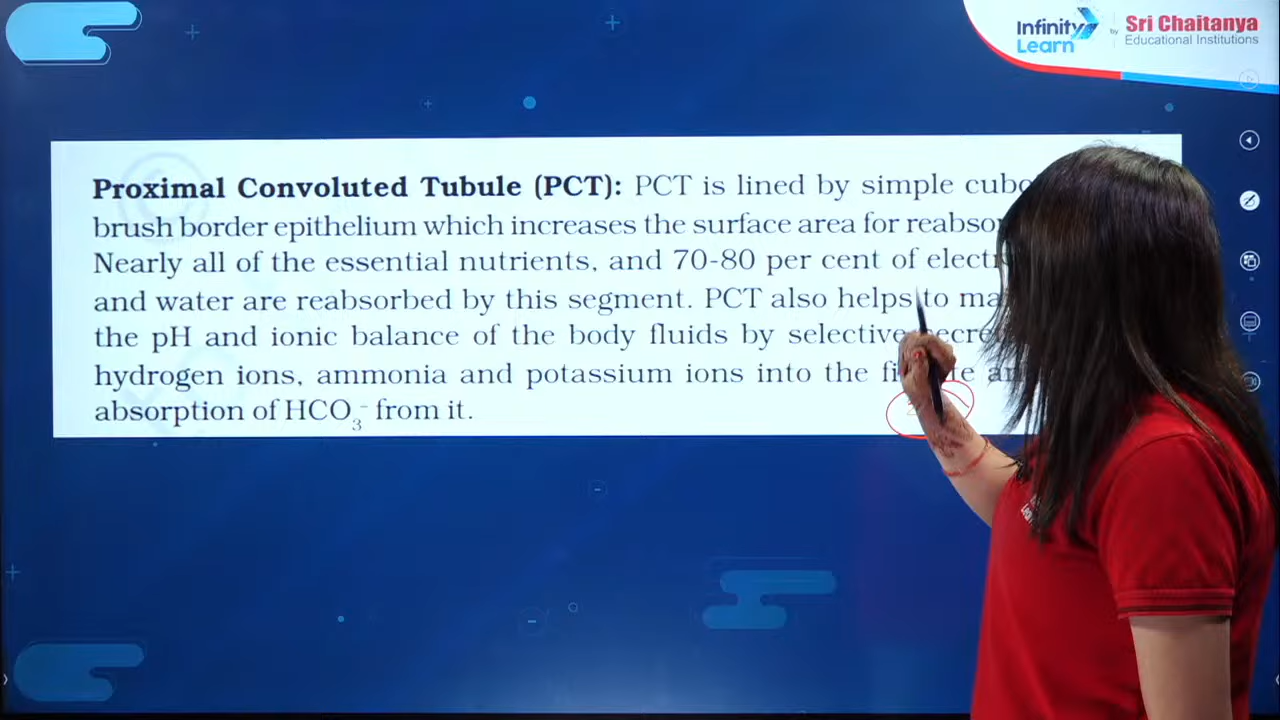 Infinity Learn by Sri Chaitanya Educational Institutions
Proximal Convoluted Tubule (PCT): PCT is lined by simple
brush border epithelium which increases the surface area for
Nearly all of the essential nutrients, and 70-80 per cent of
and water are reabsorbed by this segment. PCT also helps to
the pH and ionic balance of the body fluids by selective
hydrogen ions, ammonia and potassium ions into the
absorption of HCO₃⁻ from it.